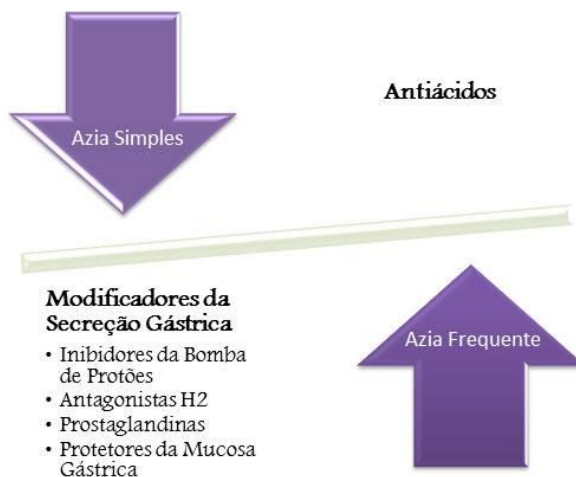 Azia Simples
Antiácidos
Modificadores da
Secreção Gástrica
• Inibidores da Bomba
de Protões
• Antagonistas H2
• Prostaglandinas
• Protetores da Mucosa
Gástrica
Azia Frequente